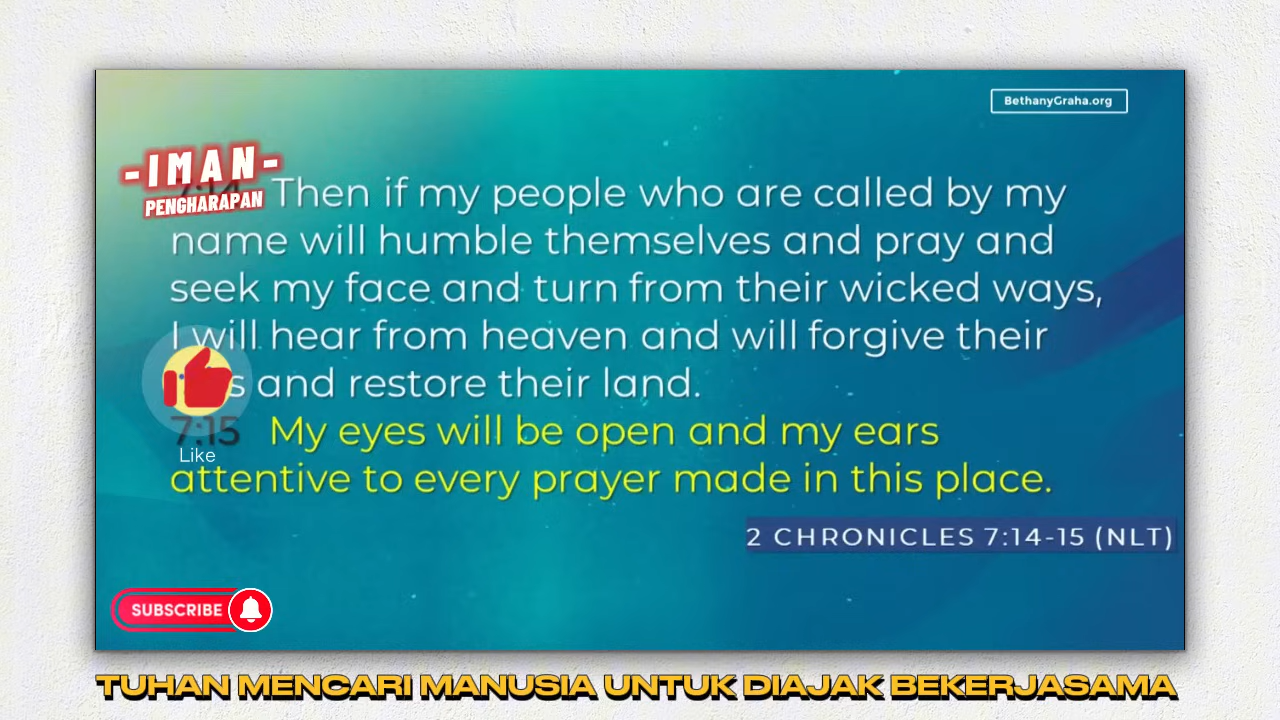 BethanyGraha.org
-IMAN-
PENGHARAPAN
Then if my people who are called by my
name will humble themselves and pray and
seek my face and turn from their wicked ways,
I will hear from heaven and will forgive their
s and restore their land.
7:15 My eyes will be open and my ears
Like
attentive to every prayer made in this place.
2 CHRONICLES 7:14-15 (NLT)
SUBSCRIBE
TUHAN MENCARI MANUSIA UNTUK DIAJAK BEKERJASAMA